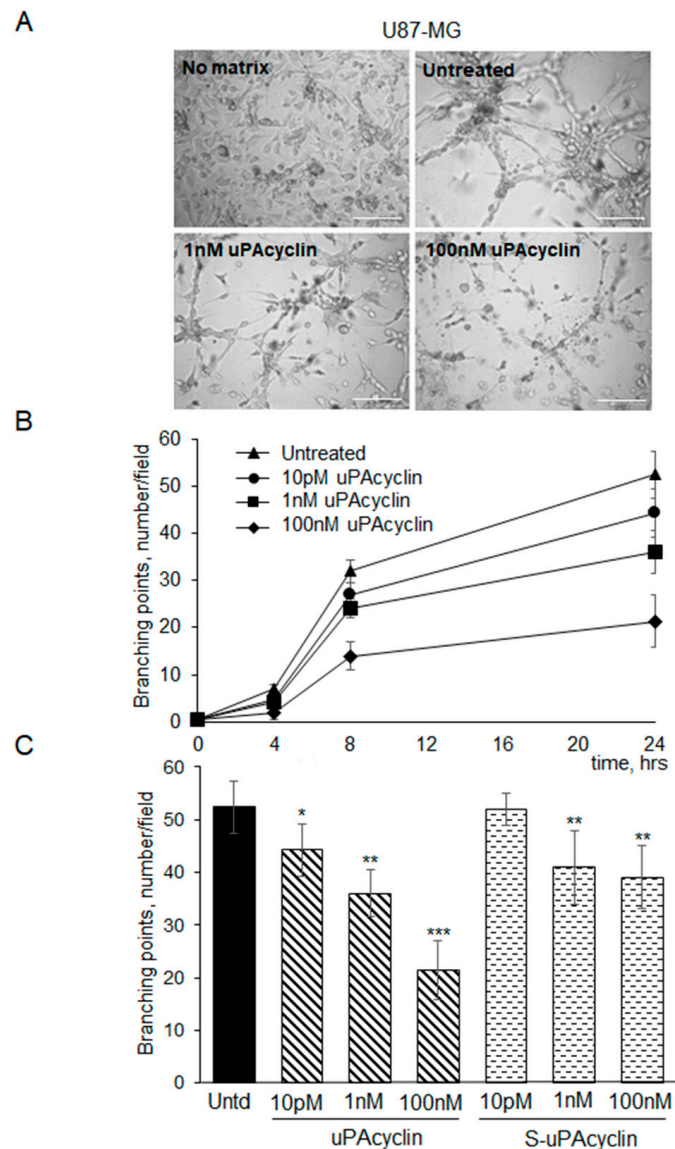 A
U87-MG
No matrix
Untreated
1nM uPAcyclin
100nM uPAcyclin
B
Branching points, number/field
60
50
40
30
20
10
0
Untreated
10pM uPAcyclin
1nM uPAcyclin
100nM uPAcyclin
0 4 8 12 16 20 24
time, hrs
C
Branching points, number/field
60
50
40
30
20
10
0
* ** *** ** **
Untd 10pM 1nM 100nM 10pM 1nM 100nM
uPAcyclin S-uPAcyclin